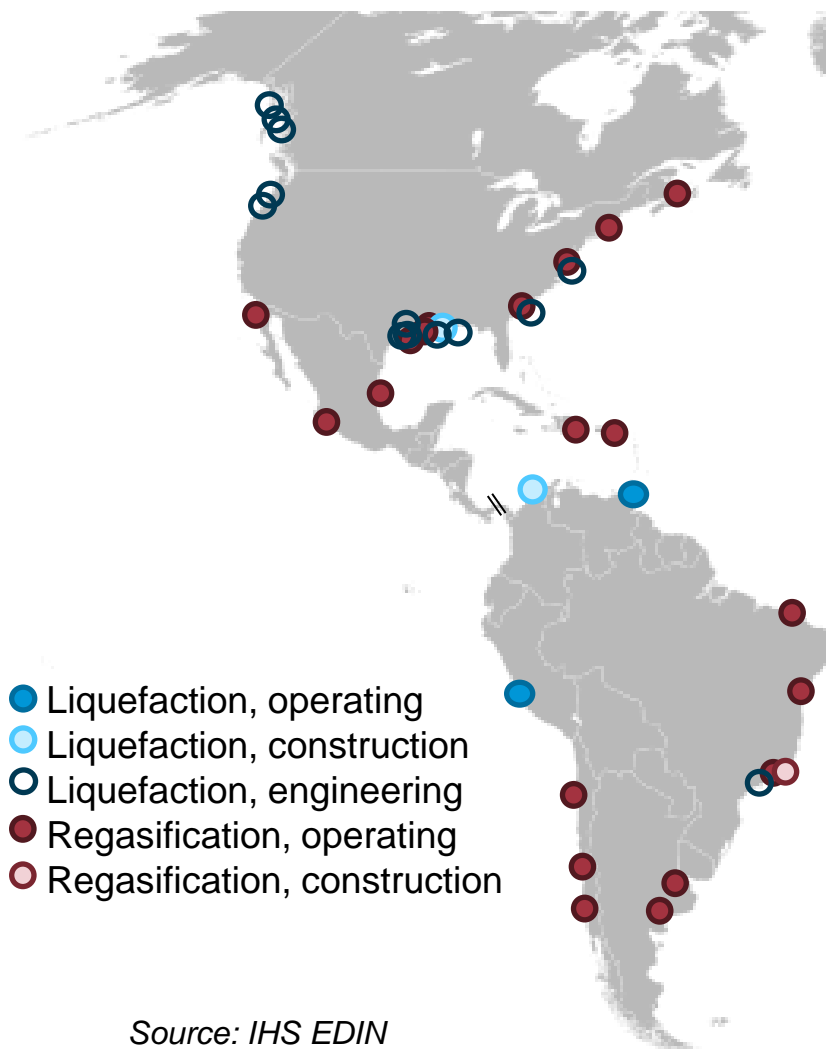 Liquefaction, operating
Liquefaction, construction
Liquefaction, engineering
Regasification, operating
Regasification, construction
Source: IHS EDIN